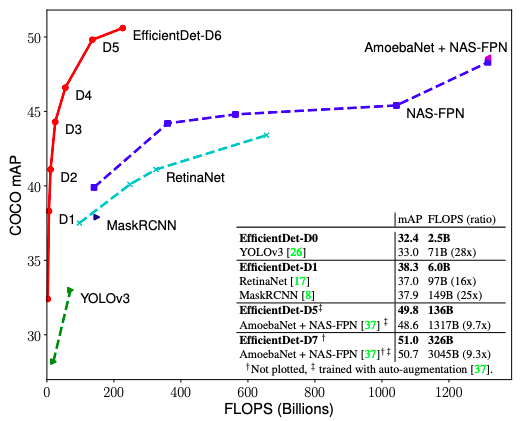 50
45
40
35
30
COCO mAP
0
200
400
600
800
1000
1200
FLOPS (Billions)
EfficientDet-D6
D5
D4
D3
D2
D1
AmoebaNet + NAS-FPN
NAS-FPN
RetinaNet
MaskRCNN
YOLOv3
mAP FLOPS (ratio)
EfficientDet-D0 32.4 2.5B
YOLOv3 [26] 33.0 71B (28x)
EfficientDet-D1 38.3 6.0B
RetinaNet [17] 37.0 97B (16x)
MaskRCNN [8] 37.9 149B (25x)
EfficientDet-D5‡ 49.8 136B
AmoebaNet + NAS-FPN [37] ‡ 48.6 1317B (9.7x)
EfficientDet-D7 † 51.0 326B
AmoebaNet + NAS-FPN [37]†‡ 50.7 3045B (9.3x)
†Not plotted, ‡ trained with auto-augmentation [37].